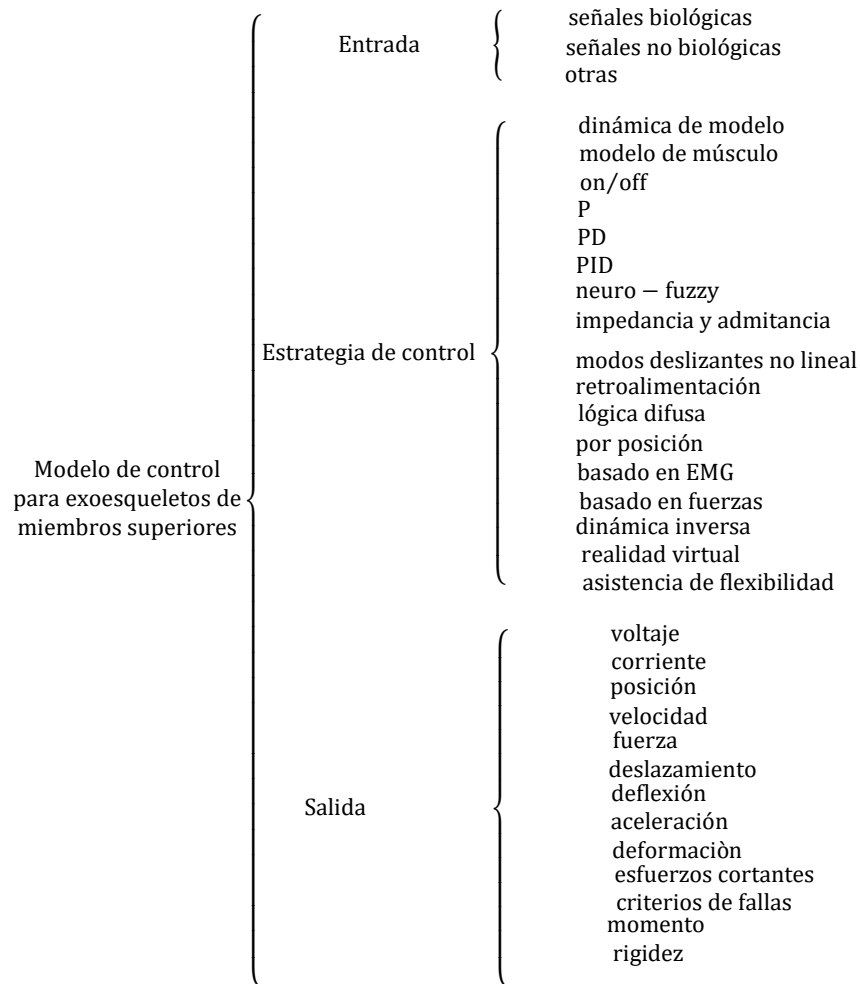 Entrada
señales biológicas
señales no biológicas
otras
Modelo de control
para exoesqueletos de
miembros superiores
Estrategia de control
dinámica de modelo
modelo de músculo
on/off
P
PD
PID
neuro − fuzzy
impedancia y admitancia
modos deslizantes no lineal
retroalimentación
lógica difusa
por posición
basado en EMG
basado en fuerzas
dinámica inversa
realidad virtual
asistencia de flexibilidad
Salida
voltaje
corriente
posición
velocidad
fuerza
deslazamiento
deflexión
aceleración
deformaciòn
esfuerzos cortantes
criterios de fallas
momento
rigidez